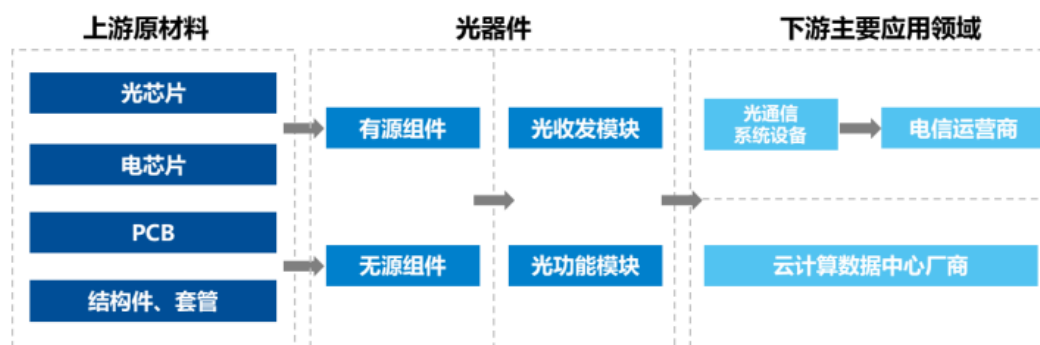 上游原材料
光器件
下游主要应用领域
光芯片
电芯片
PCB
结构件、套管
有源组件
光收发模块
无源组件
光功能模块
光通信
系统设备
电信运营商
云计算数据中心厂商